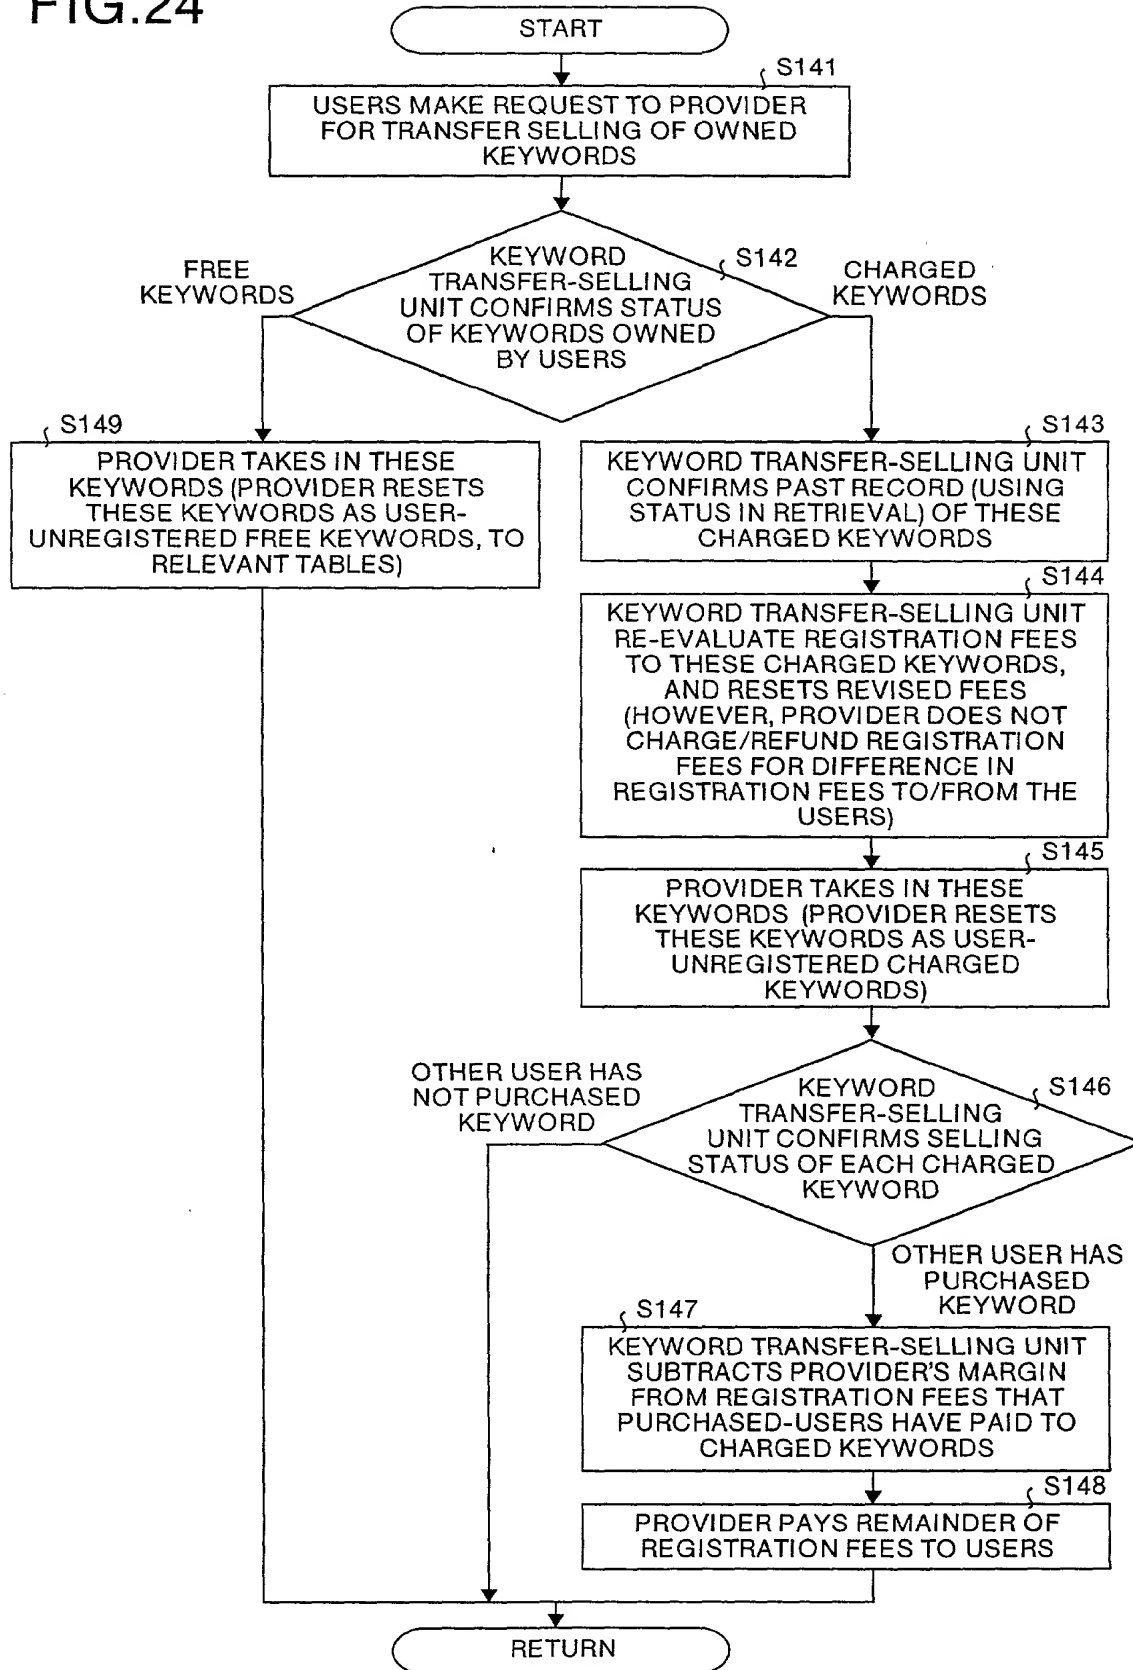 FIG.24
START
S141
USERS MAKE REQUEST TO PROVIDER
FOR TRANSFER SELLING OF OWNED
KEYWORDS
S142
KEYWORD
TRANSFER-SELLING
UNIT CONFIRMS STATUS
OF KEYWORDS OWNED
BY USERS
FREE
KEYWORDS
CHARGED
KEYWORDS
S149
PROVIDER TAKES IN THESE
KEYWORDS (PROVIDER RESETS
THESE KEYWORDS AS USER-
UNREGISTERED FREE KEYWORDS, TO
RELEVANT TABLES)
S143
KEYWORD TRANSFER-SELLING UNIT
CONFIRMS PAST RECORD (USING
STATUS IN RETRIEVAL) OF THESE
CHARGED KEYWORDS
S144
KEYWORD TRANSFER-SELLING UNIT
RE-EVALUATE REGISTRATION FEES
TO THESE CHARGED KEYWORDS,
AND RESETS REVISED FEES
(HOWEVER, PROVIDER DOES NOT
CHARGE/REFUND REGISTRATION
FEES FOR DIFFERENCE IN
REGISTRATION FEES TO/FROM THE
USERS)
S145
PROVIDER TAKES IN THESE
KEYWORDS (PROVIDER RESETS
THESE KEYWORDS AS USER-
UNREGISTERED CHARGED
KEYWORDS)
OTHER USER HAS
NOT PURCHASED
KEYWORD
S146
KEYWORD
TRANSFER-SELLING
UNIT CONFIRMS SELLING
STATUS OF EACH CHARGED
KEYWORD
OTHER USER HAS
PURCHASED
KEYWORD
S147
KEYWORD TRANSFER-SELLING UNIT
SUBTRACTS PROVIDER'S MARGIN
FROM REGISTRATION FEES THAT
PURCHASED-USERS HAVE PAID TO
CHARGED KEYWORDS
S148
PROVIDER PAYS REMAINDER OF
REGISTRATION FEES TO USERS
RETURN